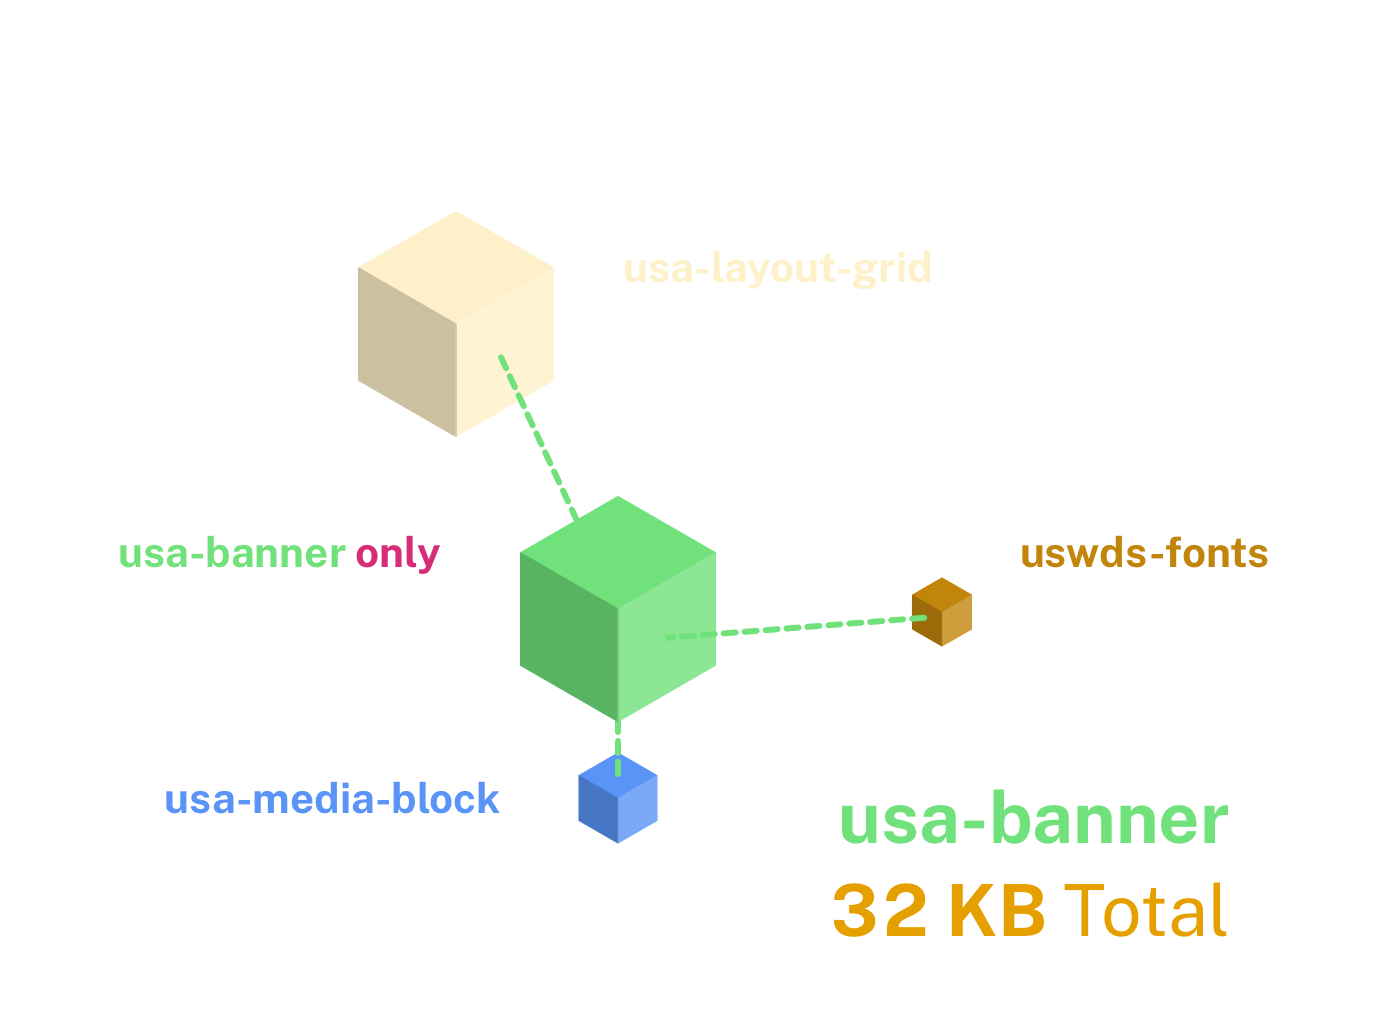 usa-layout-grid
usa-banner only
uswds-fonts
usa-media-block
usa-banner
32 KB Total